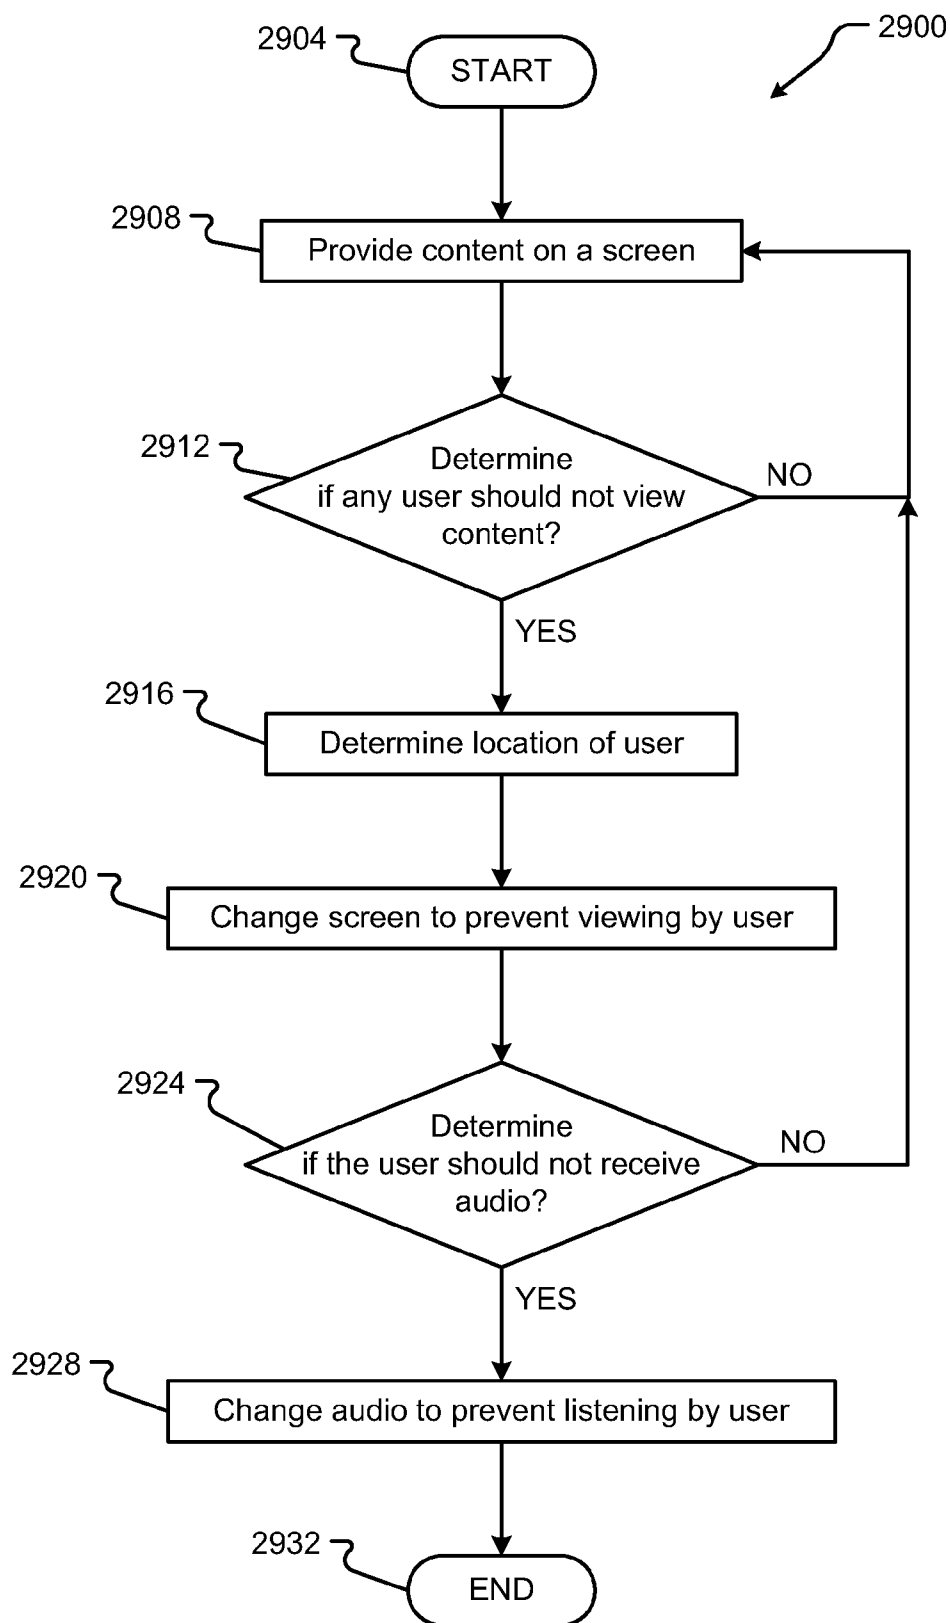 2900
2904
START
2908
Provide content on a screen
2912
Determine
if any user should not view
content?
NO
YES
2916
Determine location of user
2920
Change screen to prevent viewing by user
2924
Determine
if the user should not receive
audio?
NO
YES
2928
Change audio to prevent listening by user
2932
END